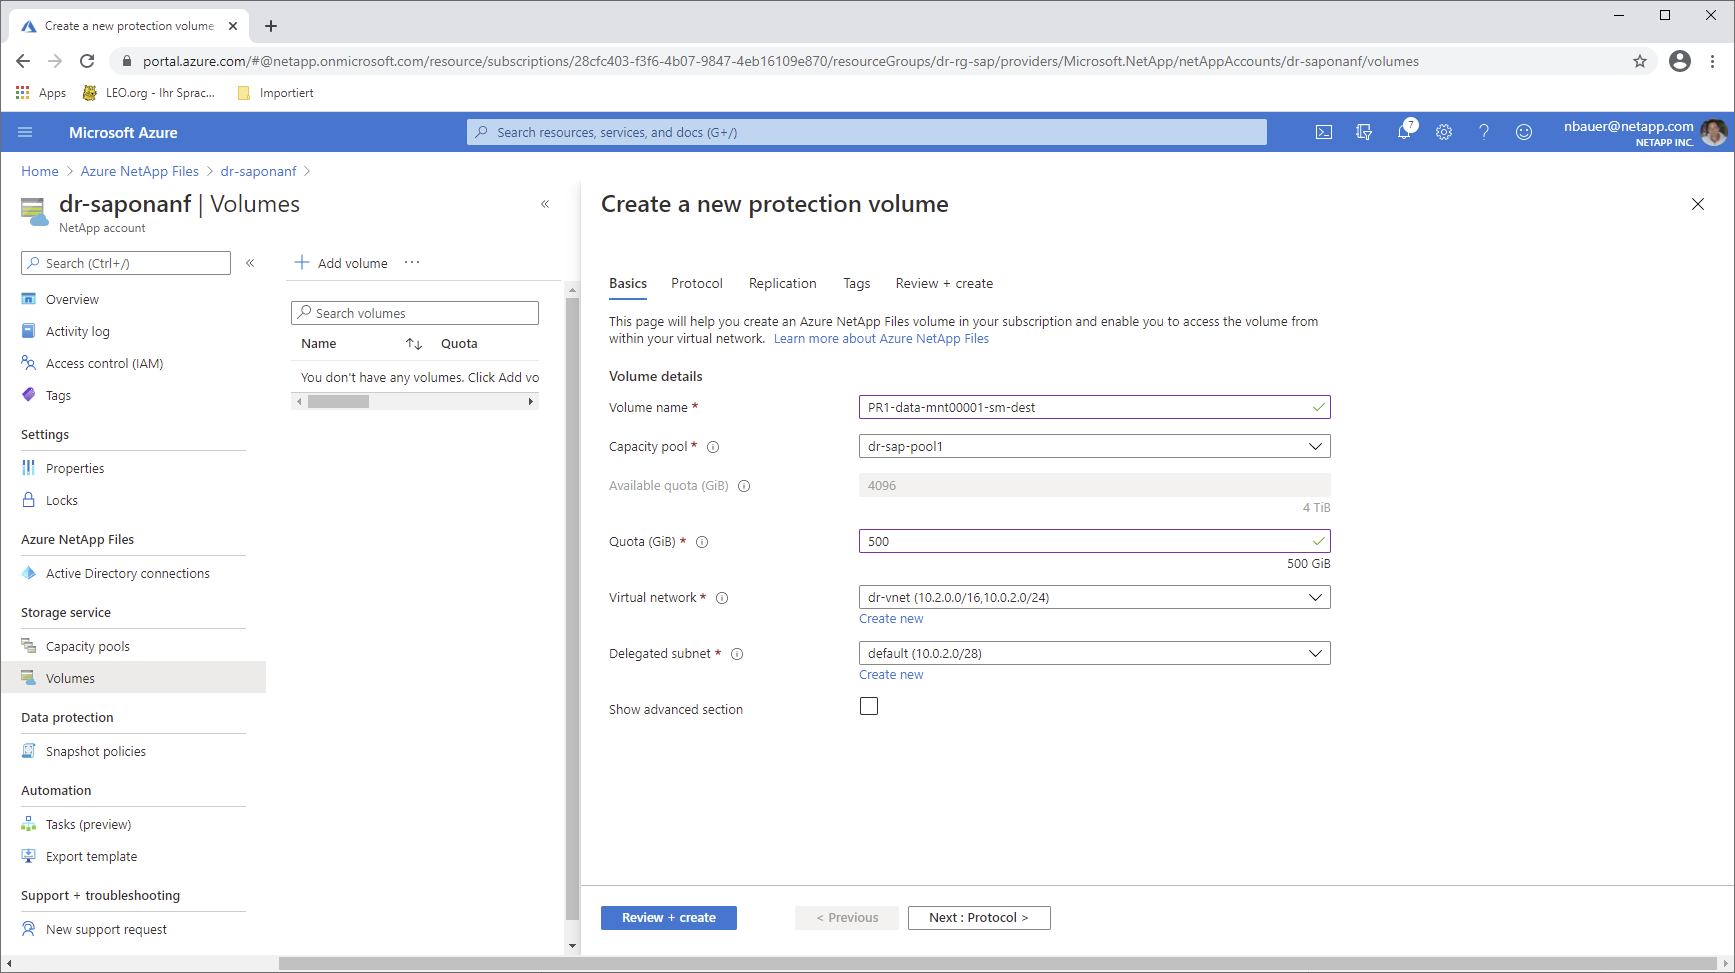 Create a new protection volume
portal.azure.com/#@netapp.onmicrosoft.com/resource/subscriptions/28cfc403-f3f6-4b07-9847-4eb16109e870/resourceGroups/dr-rg-sap/providers/Microsoft.NetApp/netAppAccounts/dr-saponanf/volumes
Apps
LEO.org - Ihr Sprac...
Importiert
Microsoft Azure
Search resources, services, and docs (G+/)
7
nbauer@netapp.com
NETAPP INC.
Home > Azure NetApp Files > dr-saponanf >
dr-saponanf | Volumes
NetApp account
Search (Ctrl+/)
Overview
Activity log
Access control (IAM)
Tags
Settings
Properties
Locks
Azure NetApp Files
Active Directory connections
Storage service
Capacity pools
Volumes
Data protection
Snapshot policies
Automation
Tasks (preview)
Export template
Support + troubleshooting
New support request
Add volume ...
Search volumes
Name Quota
You don't have any volumes. Click Add vo
Create a new protection volume
Basics Protocol Replication Tags Review + create
This page will help you create an Azure NetApp Files volume in your subscription and enable you to access the volume from
within your virtual network. Learn more about Azure NetApp Files
Volume details
Volume name * PR1-data-mnt00001-sm-dest
Capacity pool * dr-sap-pool1
Available quota (GiB) 4096
4 TiB
Quota (GiB) * 500
500 GiB
Virtual network * dr-vnet (10.2.0.0/16,10.0.2.0/24)
Create new
Delegated subnet * default (10.0.2.0/28)
Create new
Show advanced section
Review + create
< Previous
Next : Protocol >